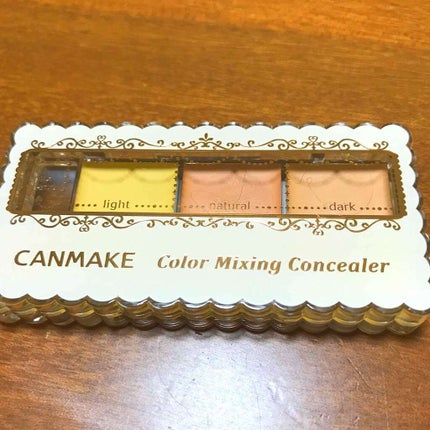 light natural dark
CANMAKE Color Mixing Concealer